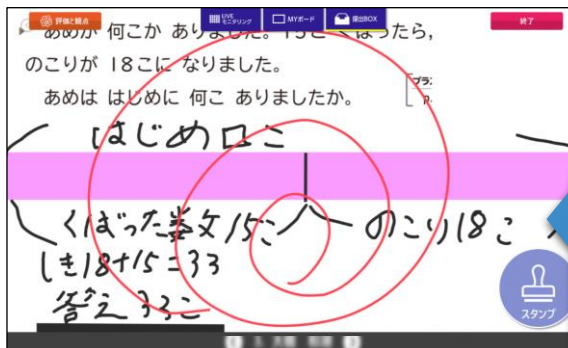 評価と観点
LIVE
モニタリング
MYボード
提出BOX
終了
あめが 何こか ありました。15こ くばったら,
のこりが 18こに なりました。
あめは はじめに 何こ ありましたか。
プラ
p.
はじめ口こ
くばった 15こ
のこり18こ
しき18+15=33
答え 33こ
スタンプ